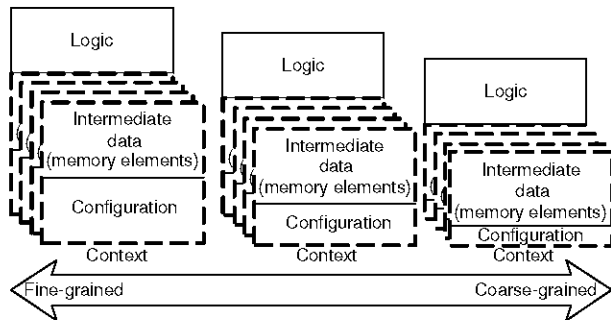 Logic
Intermediate
data
(memory elements)
Configuration
Context
Logic
Intermediate
data
(memory elements)
Configuration
Context
Logic
Intermediate
data
(memory elements)
Configuration
Context
Fine-grained
Coarse-grained